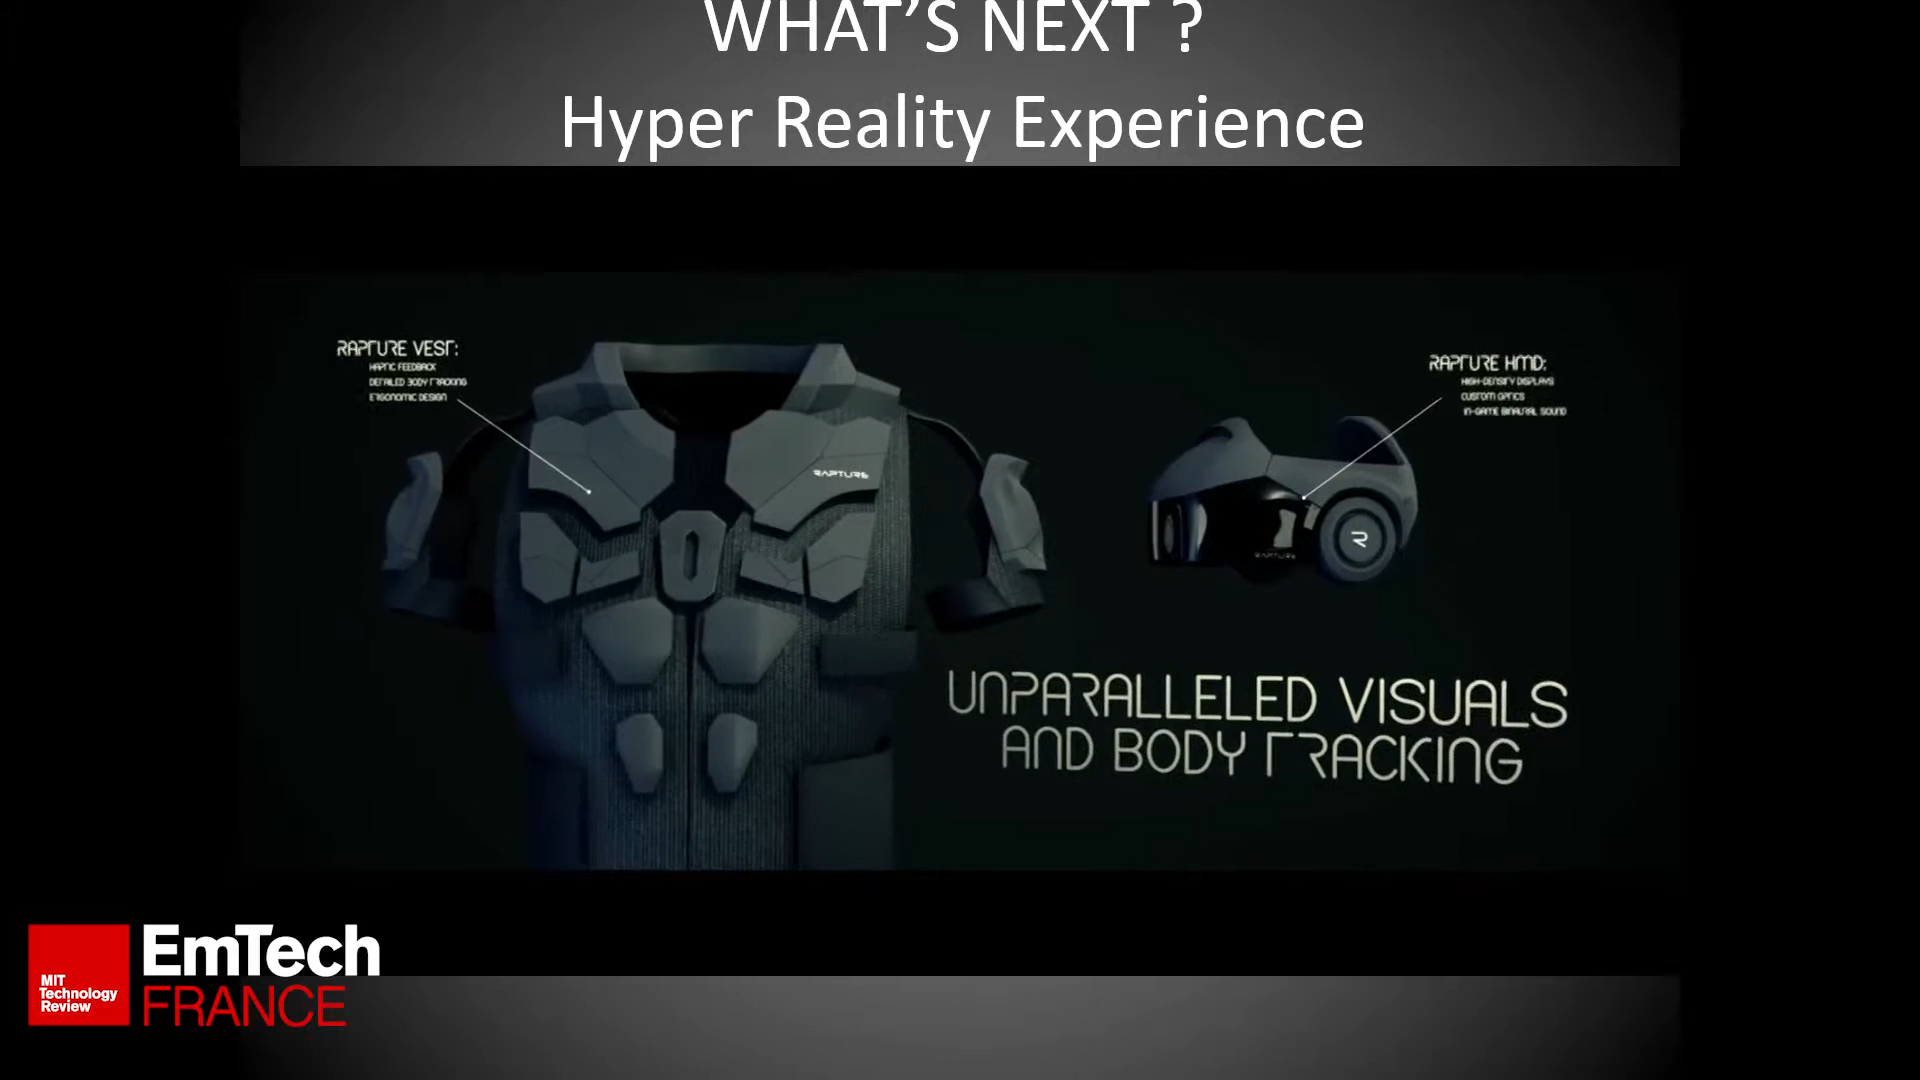 WHAT'S NEXT ?
Hyper Reality Experience
RAPTURE VEST:
HAPTIC FEEDBACK
DETAILED BODY TRACKING
ERGONOMIC DESIGN
RAPTURE HMD:
HIGH-DENSITY DISPLAYS
CUSTOM OPTICS
IN-GAME BINAURAL SOUND
RAPTURE
R
RAPTURE
UNPARALLELED VISUALS
AND BODY TRACKING
MIT
Technology
Review
EmTech
FRANCE